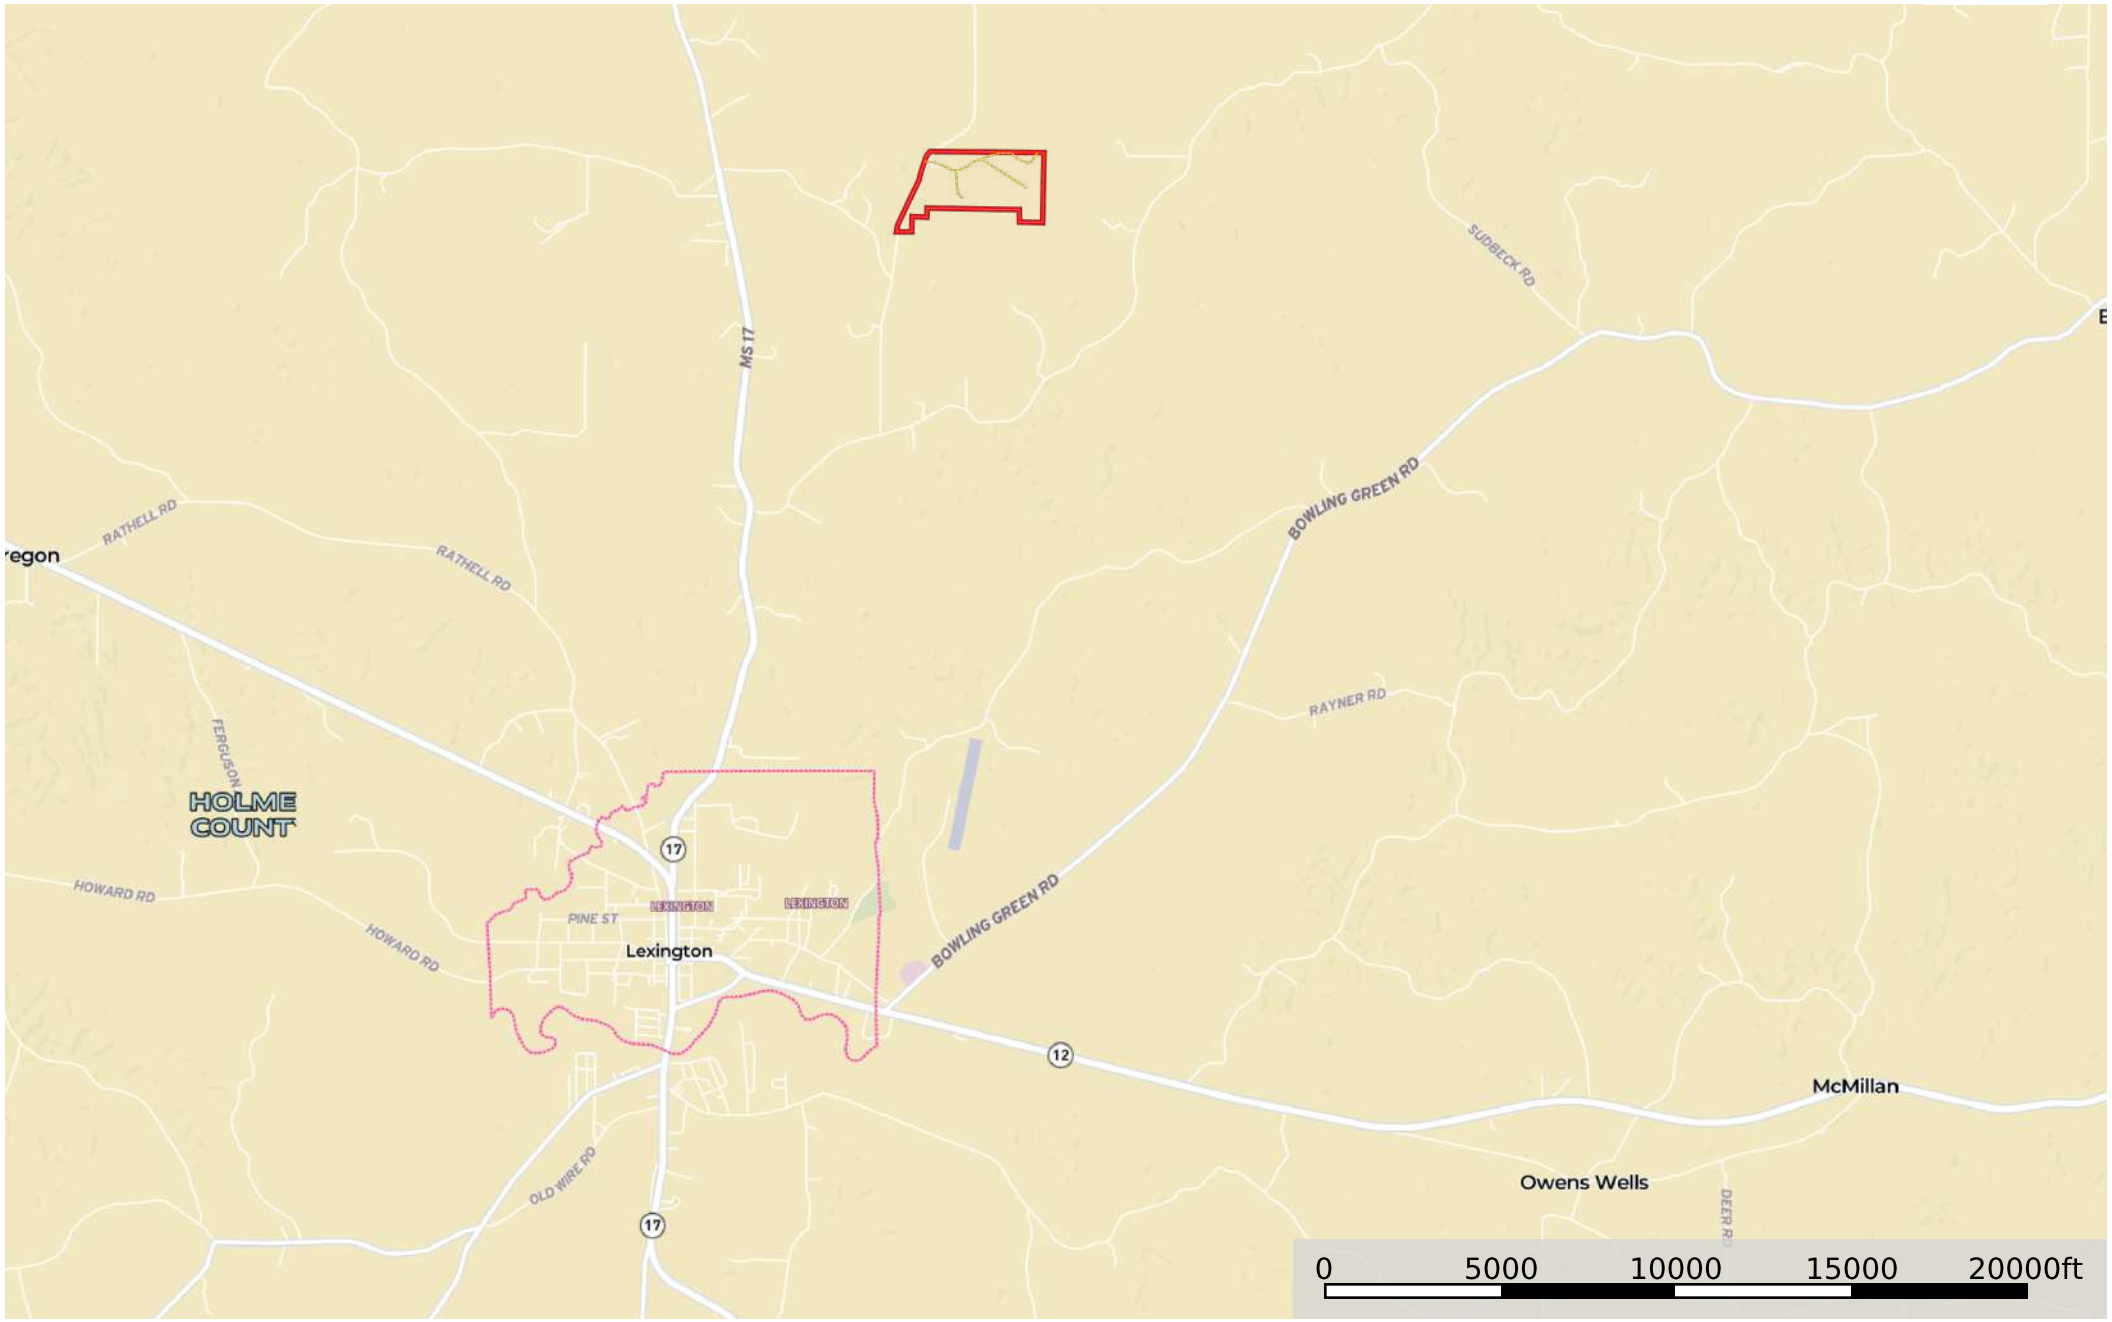 MS 17
SUDBECK RD
E
BOWLING GREEN RD
RATHELL RD
regon
RATHELL RD
RAYNER RD
FERGUSON
HOLME
COUNT
17
HOWARD RD
LEXINGTON
LEXINGTON
PINE ST
HOWARD RD
Lexington
BOWLING GREEN RD
12
McMillan
OLD WIRE RD
Owens Wells
DEER RD
17
0 5000 10000 15000 20000ft